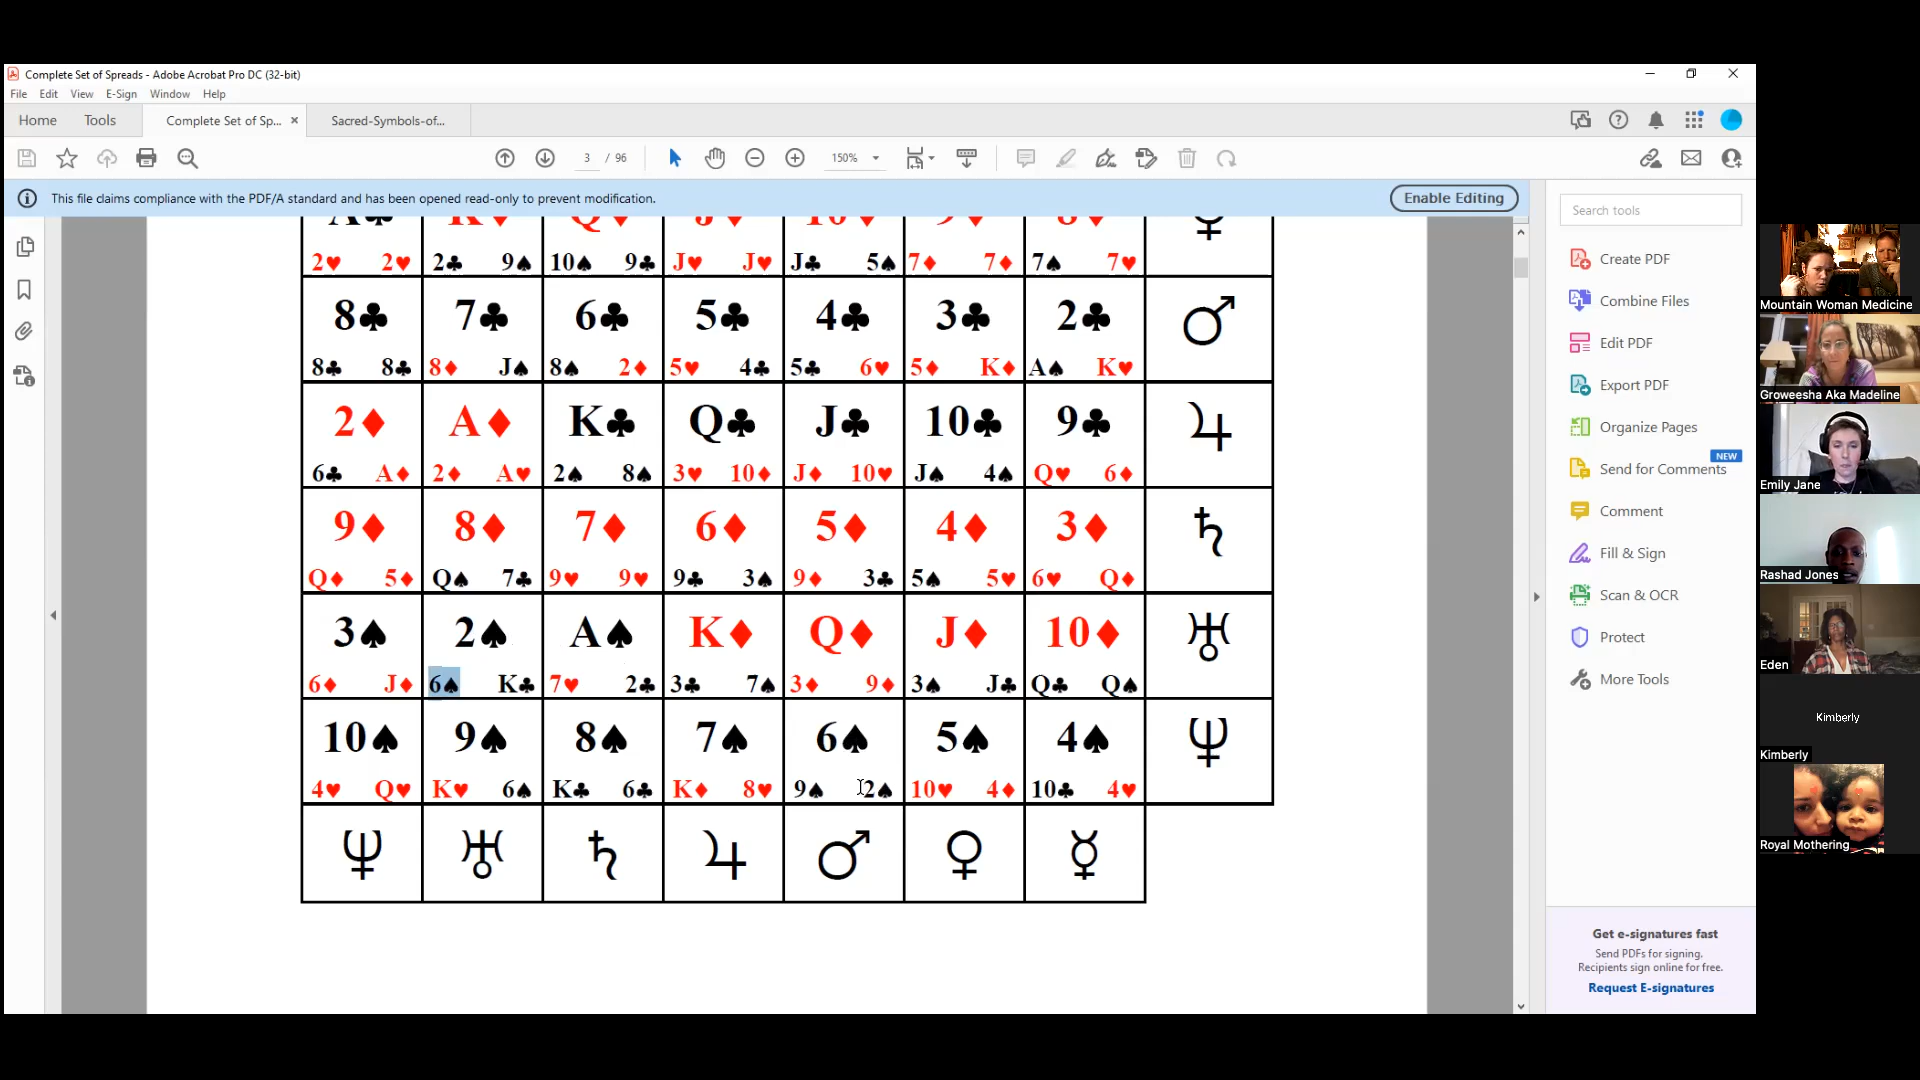 Complete Set of Spreads - Adobe Acrobat Pro DC (32-bit)
File Edit View E-Sign Window Help
Home Tools Complete Set of Sp... × Sacred-Symbols-of...
3 / 96 150%
This file claims compliance with the PDF/A standard and has been opened read-only to prevent modification. Enable Editing
A♣ K♦ Q♦ J♦ 10♦ 9♦ 8♦ ♀
2♥ 2♥ 2♣ 9♠ 10♠ 9♣ J♥ J♥ J♣ 5♠ 7♦ 7♦ 7♠ 7♥
8♣ 7♣ 6♣ 5♣ 4♣ 3♣ 2♣ ♂
8♣ 8♣ 8♦ J♠ 8♠ 2♦ 5♥ 4♣ 5♣ 6♥ 5♦ K♦ A♠ K♥
2♦ A♦ K♣ Q♣ J♣ 10♣ 9♣ ♃
6♣ A♦ 2♦ A♥ 2♠ 8♠ 3♥ 10♦ J♦ 10♥ J♠ 4♠ Q♥ 6♦
9♦ 8♦ 7♦ 6♦ 5♦ 4♦ 3♦ ♄
Q♦ 5♦ Q♠ 7♣ 9♥ 9♥ 9♣ 3♠ 9♦ 3♣ 5♠ 5♥ 6♥ Q♦
3♠ 2♠ A♠ K♦ Q♦ J♦ 10♦ ♅
6♦ J♦ 6♠ K♣ 7♥ 2♣ 3♣ 7♠ 3♦ 9♦ 3♠ J♣ Q♣ Q♠
10♠ 9♠ 8♠ 7♠ 6♠ 5♠ 4♠ ♆
4♥ Q♥ K♥ 6♠ K♣ 6♣ K♦ 8♥ 9♠ 2♠ 10♥ 4♦ 10♣ 4♥
♆ ♅ ♄ ♃ ♂ ♀ ☿
Search tools
Create PDF
Combine Files
Edit PDF
Export PDF
Organize Pages
NEW
Send for Comments
Comment
Fill & Sign
Scan & OCR
Protect
More Tools
Get e-signatures fast
Send PDFs for signing.
Recipients sign online for free.
Request E-signatures
Mountain Woman Medicine
Groweesha Aka Madeline
Emily Jane
Rashad Jones
Eden
Kimberly
Kimberly
Royal Mothering